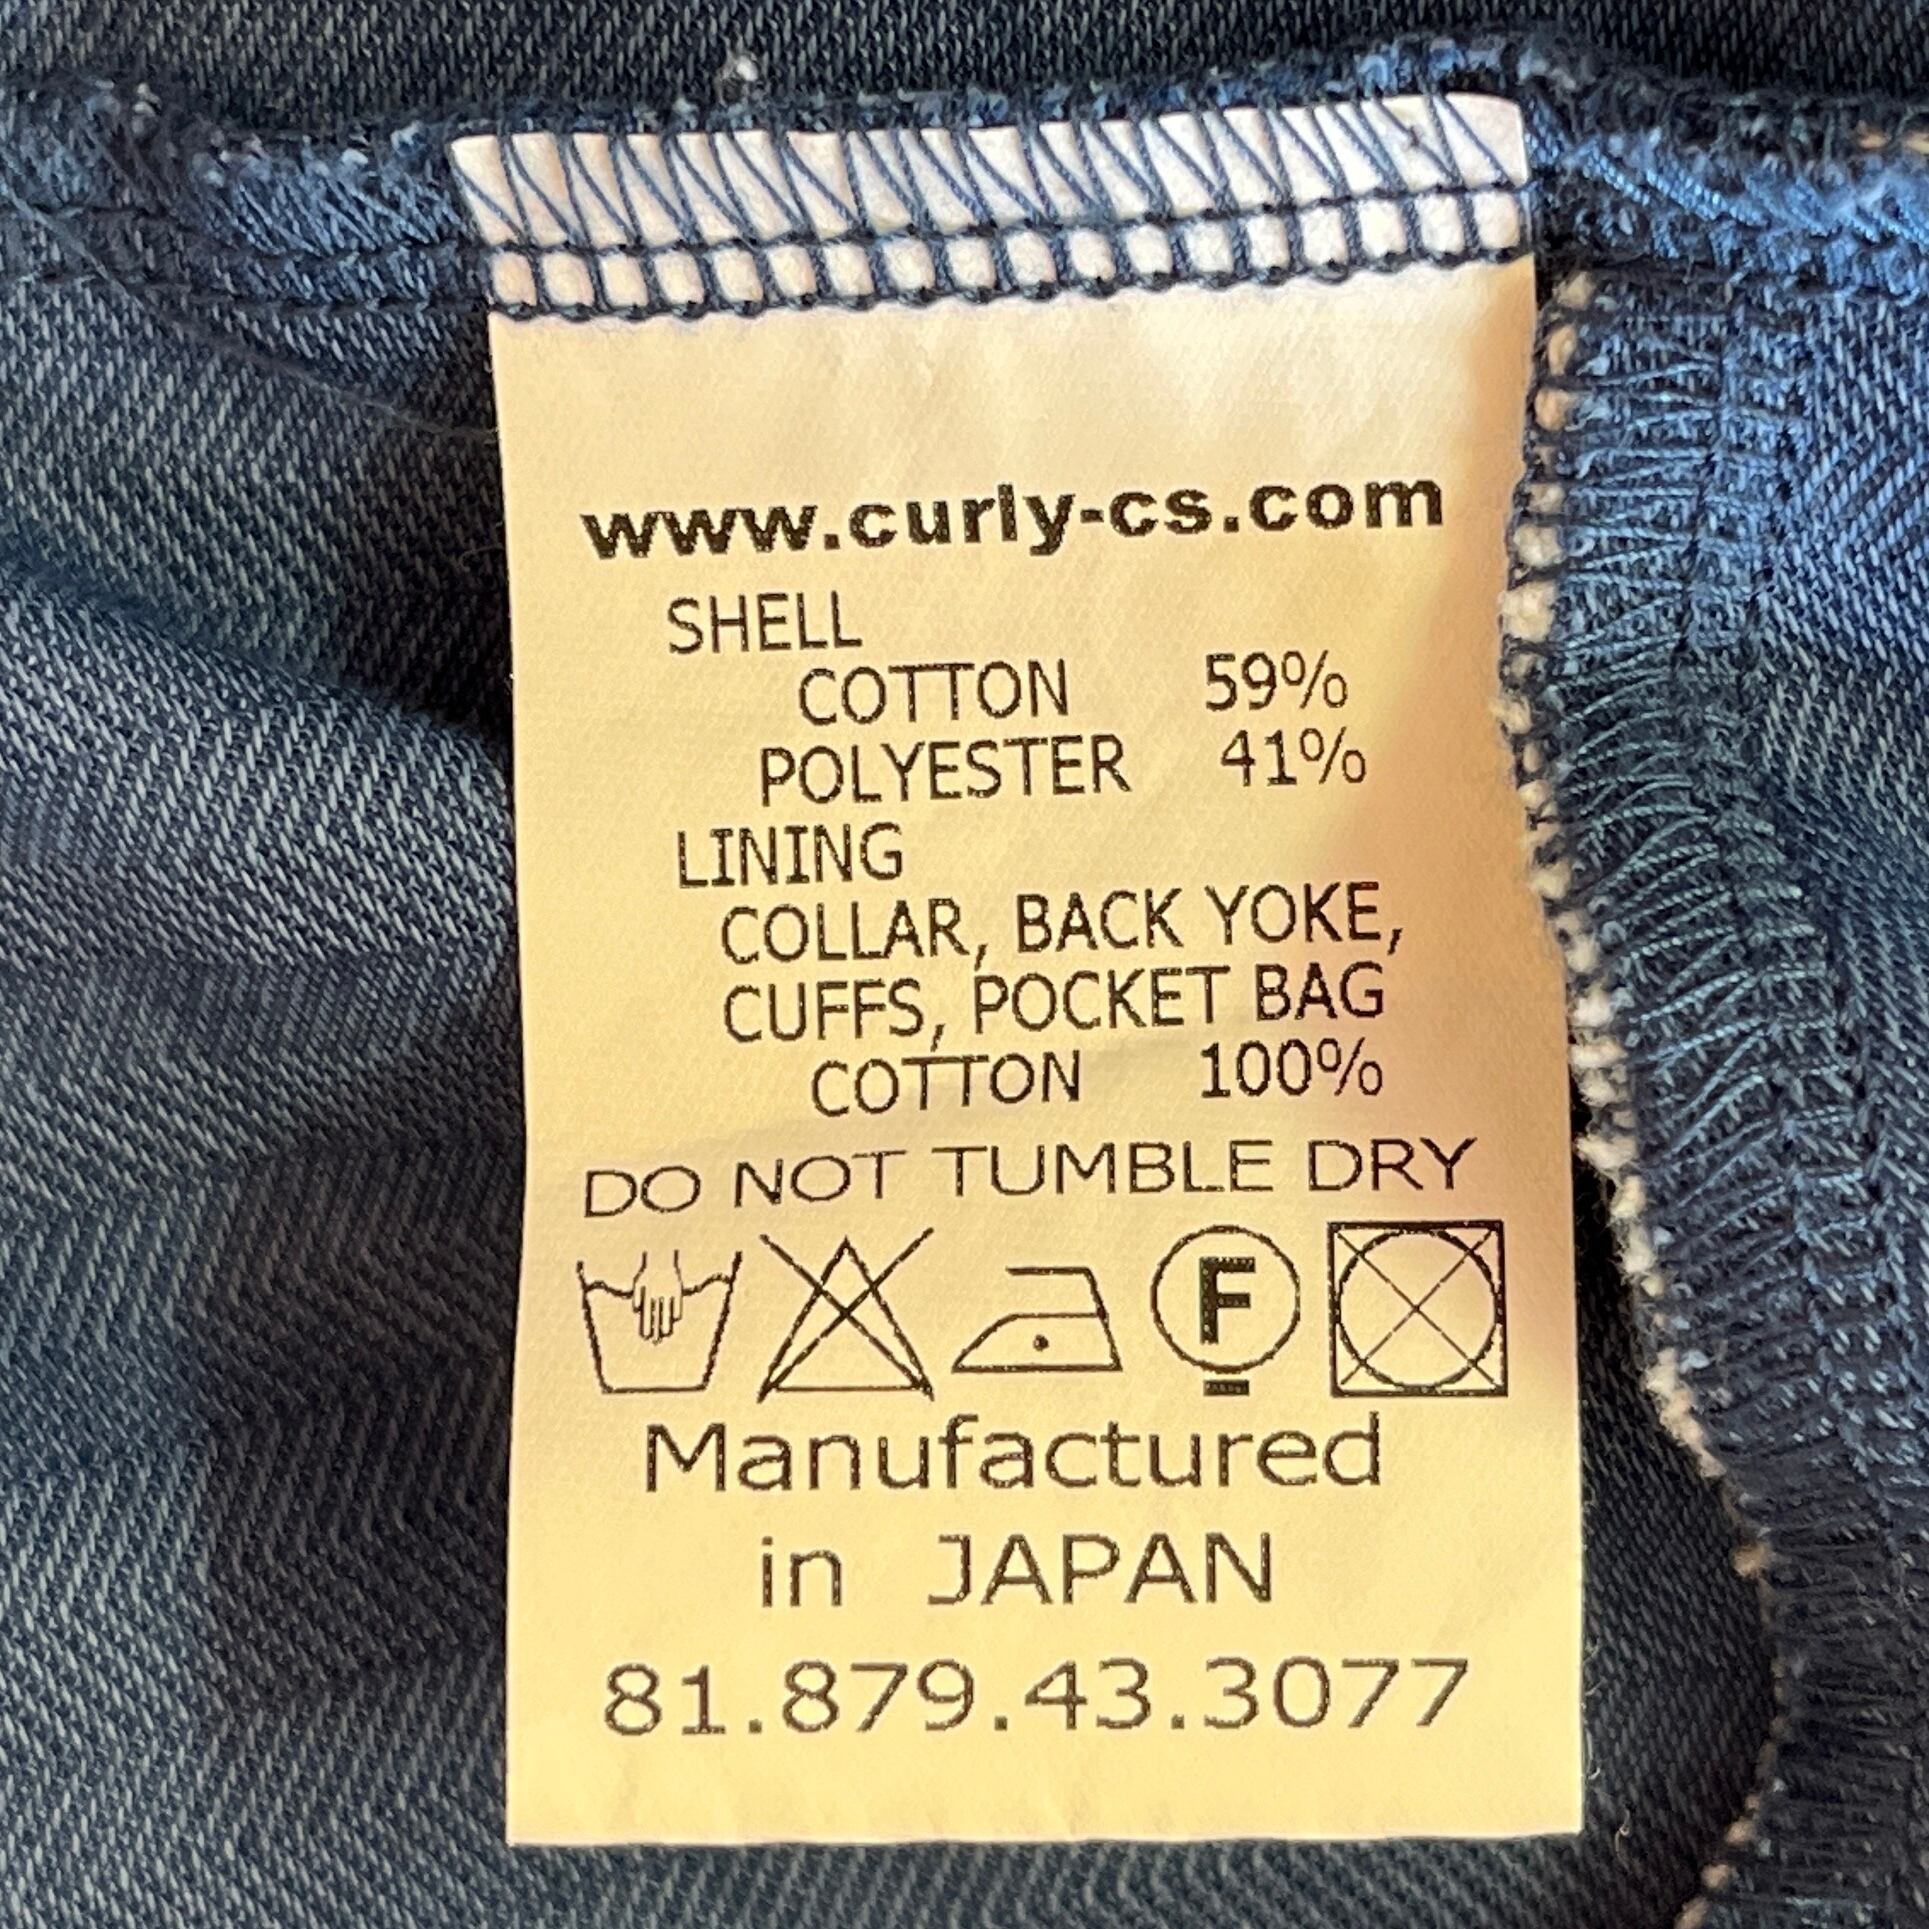 www.curly-cs.com
SHELL
COTTON 59%
POLYESTER 41%
LINING
COLLAR, BACK YOKE,
CUFFS, POCKET BAG
COTTON 100%
DO NOT TUMBLE DRY
F
Manufactured
in JAPAN
81.879.43.3077